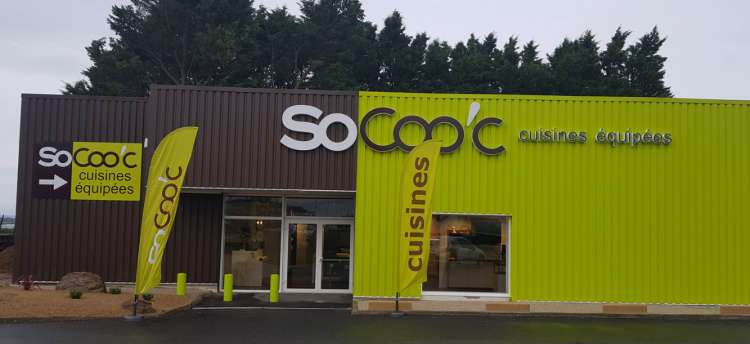 SoCoo'c
cuisines équipées
SoCoo'c
cuisines
équipées
SoCOO'C
cuisines